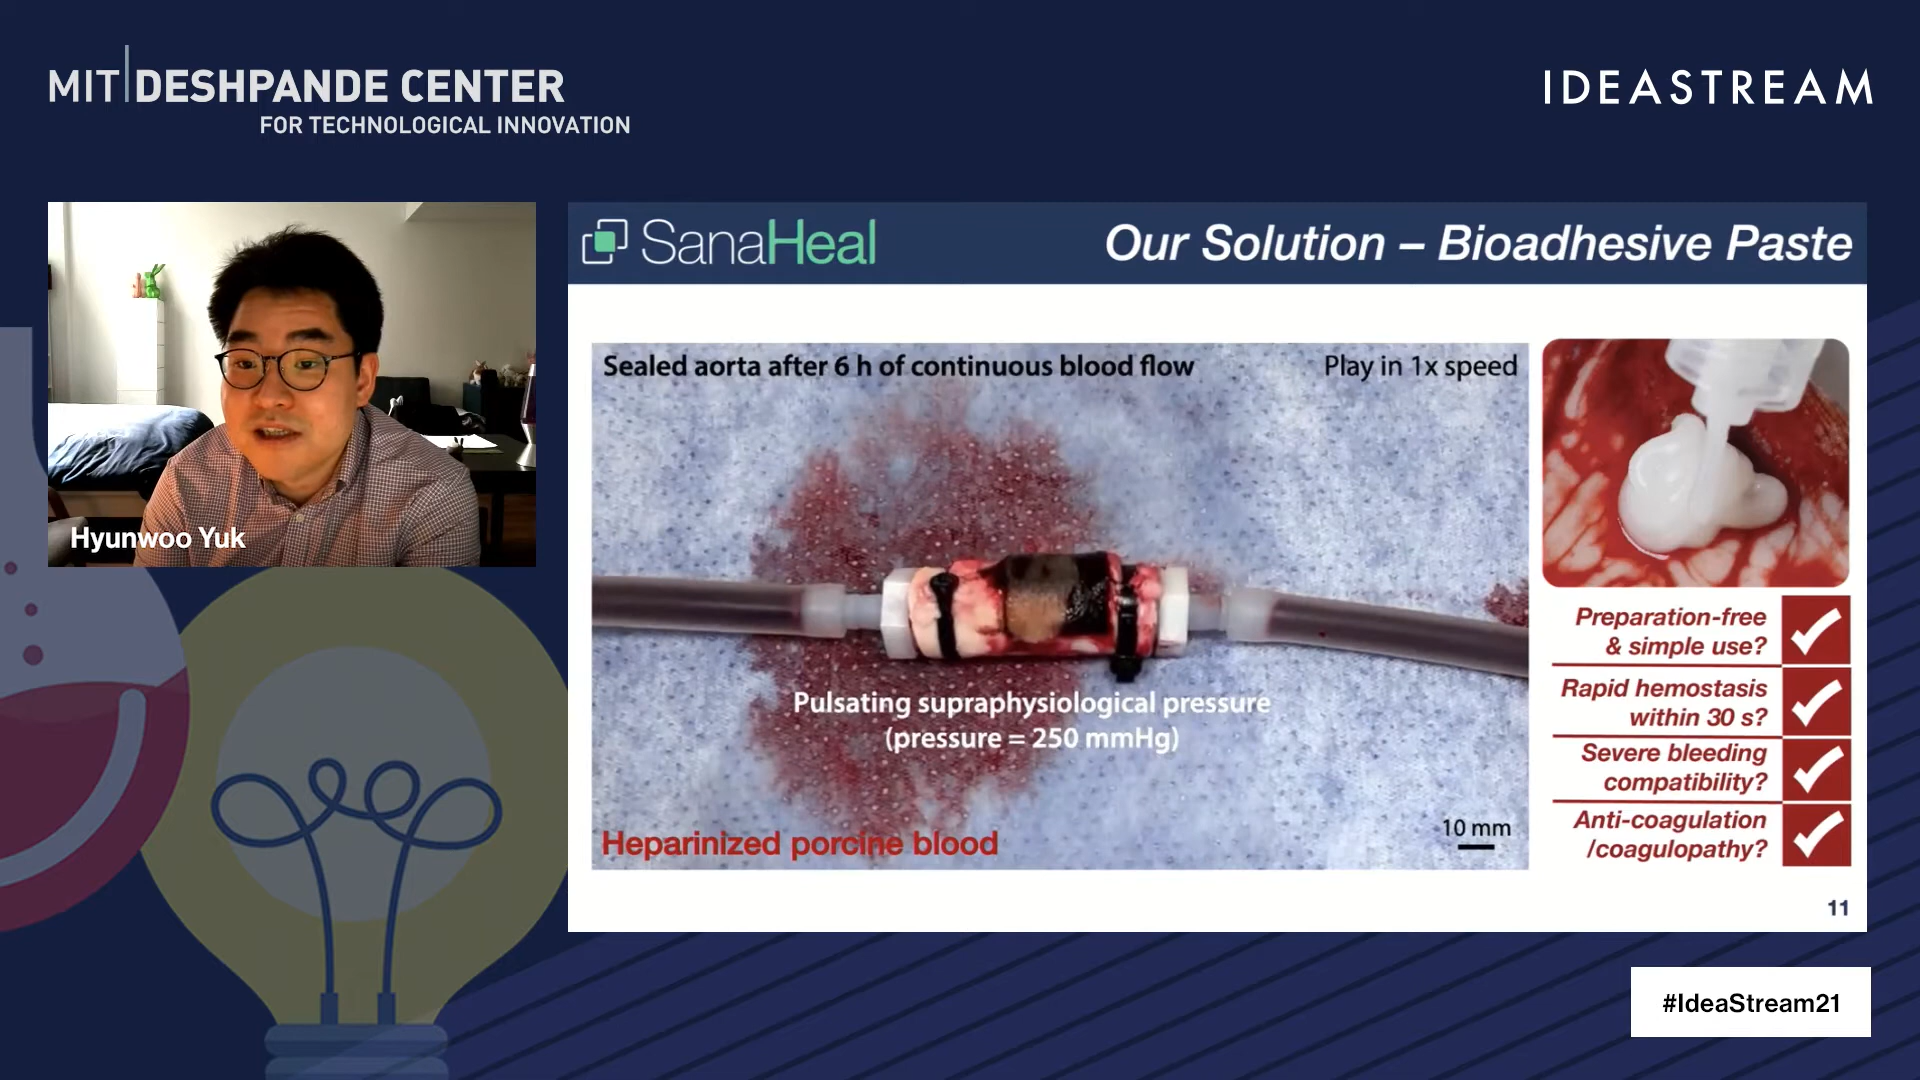 MIT DESHPANDE CENTER
FOR TECHNOLOGICAL INNOVATION
IDEASTREAM
Hyunwoo Yuk
SanaHeal
Our Solution – Bioadhesive Paste
Sealed aorta after 6 h of continuous blood flow
Play in 1x speed
Pulsating supraphysiological pressure
(pressure = 250 mmHg)
Heparinized porcine blood
10 mm
Preparation-free
& simple use?
Rapid hemostasis
within 30 s?
Severe bleeding
compatibility?
Anti-coagulation
/coagulopathy?
11
#IdeaStream21